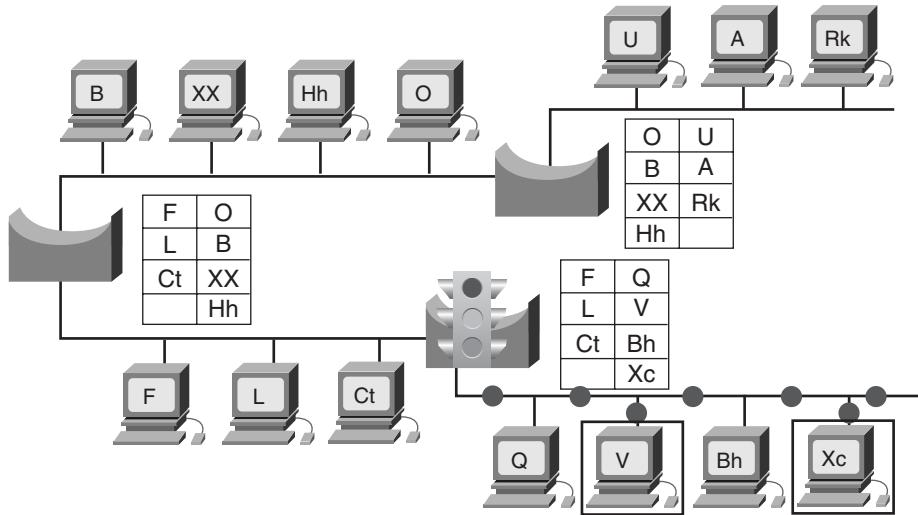 U A Rk
B XX Hh O
O U
B A
XX Rk
Hh
F O
L B
Ct XX
Hh
F Q
L V
Ct Bh
Xc
F L Ct
Q V Bh Xc